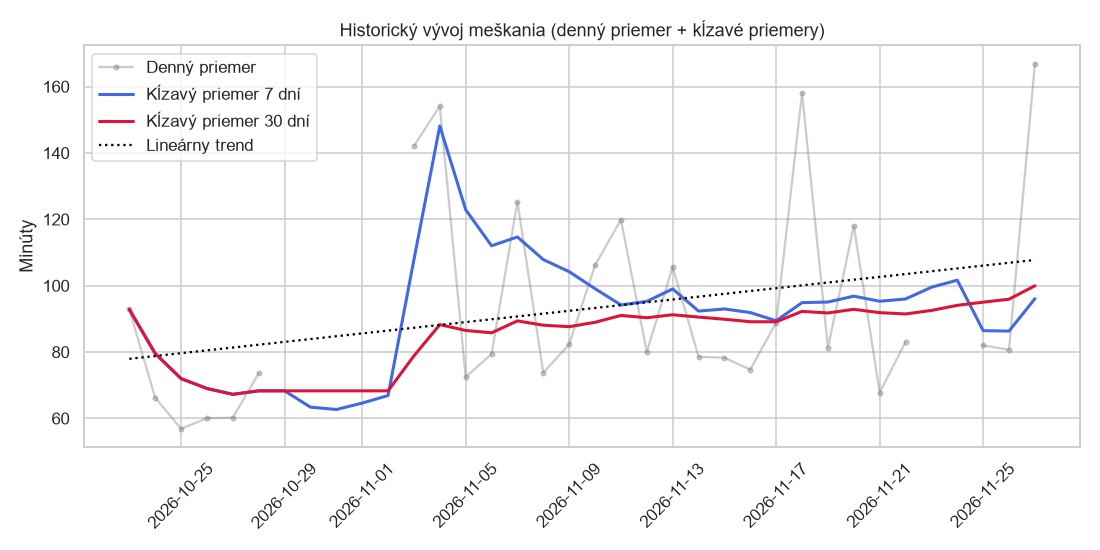 Historický vývoj meškania (denný priemer + kĺzavé priemery)
Denný priemer
Kĺzavý priemer 7 dní
Kĺzavý priemer 30 dní
Lineárny trend
Minúty
160
140
120
100
80
60
2026-10-25
2026-10-29
2026-11-01
2026-11-05
2026-11-09
2026-11-13
2026-11-17
2026-11-21
2026-11-25